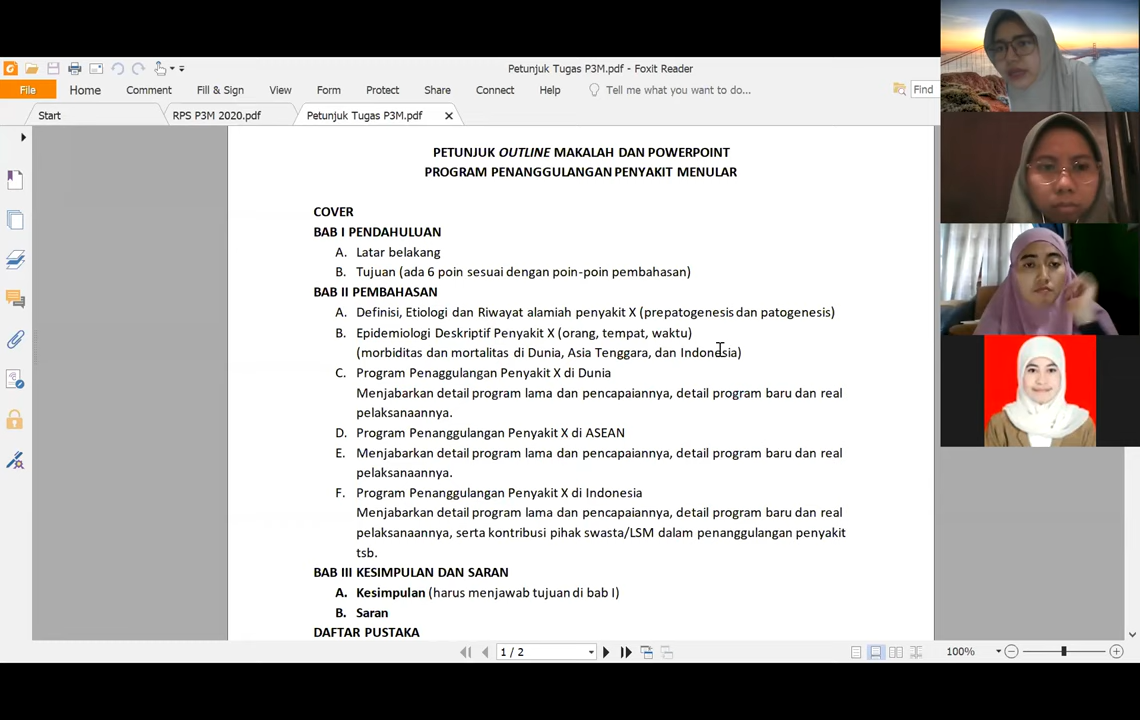 Petunjuk Tugas P3M.pdf - Foxit Reader
File Home Comment Fill & Sign View Form Protect Share Connect Help Tell me what you want to do... Find
Start RPS P3M 2020.pdf Petunjuk Tugas P3M.pdf
PETUNJUK OUTLINE MAKALAH DAN POWERPOINT
PROGRAM PENANGGULANGAN PENYAKIT MENULAR
COVER
BAB I PENDAHULUAN
A. Latar belakang
B. Tujuan (ada 6 poin sesuai dengan poin-poin pembahasan)
BAB II PEMBAHASAN
A. Definisi, Etiologi dan Riwayat alamiah penyakit X (prepatogenesis dan patogenesis)
B. Epidemiologi Deskriptif Penyakit X (orang, tempat, waktu)
(morbiditas dan mortalitas di Dunia, Asia Tenggara, dan Indonesia)
C. Program Penaggulangan Penyakit X di Dunia
Menjabarkan detail program lama dan pencapaiannya, detail program baru dan real
pelaksanaannya.
D. Program Penanggulangan Penyakit X di ASEAN
E. Menjabarkan detail program lama dan pencapaiannya, detail program baru dan real
pelaksanaannya.
F. Program Penanggulangan Penyakit X di Indonesia
Menjabarkan detail program lama dan pencapaiannya, detail program baru dan real
pelaksanaannya, serta kontribusi pihak swasta/LSM dalam penanggulangan penyakit
tsb.
BAB III KESIMPULAN DAN SARAN
A. Kesimpulan (harus menjawab tujuan di bab I)
B. Saran
DAFTAR PUSTAKA
1 / 2 100%